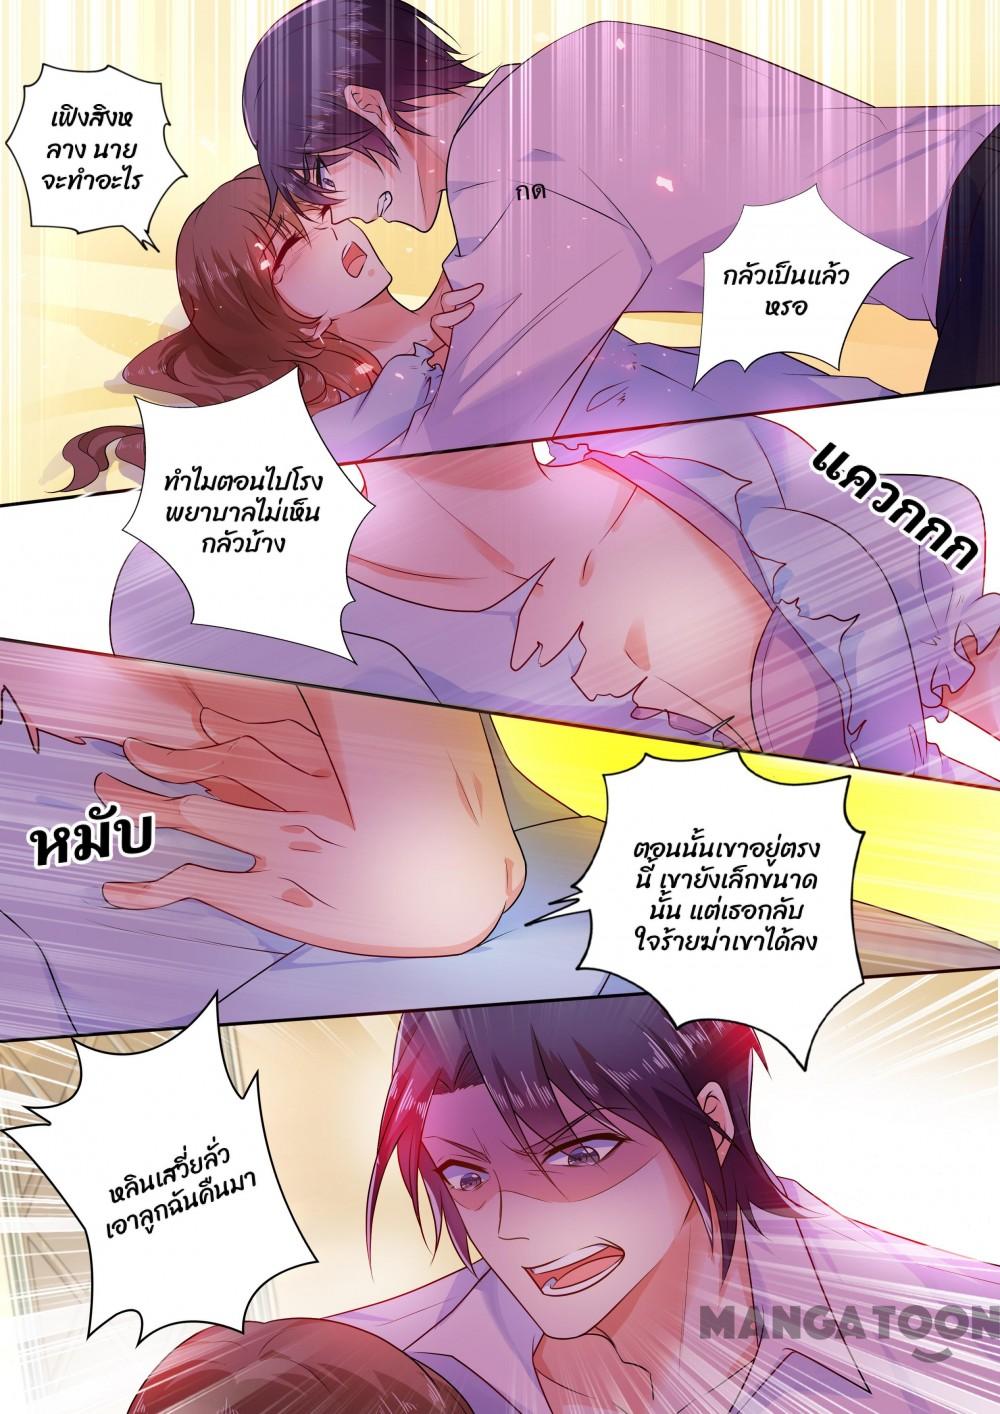 เฟิงสิงห
ลาง นาย
จะทำอะไร
กด
กลัวเป็นแล้ว
หรอ
ทำไมตอนไปโรง
พยาบาลไม่เห็น
กลัวบ้าง
แควกกก
หมับ
ตอนนั้นเขาอยู่ตรง
นี้ เขายังเล็กขนาด
นั้น แต่เธอกลับ
ใจร้ายฆ่าเขาได้ลง
หลินเสวี่ยลั่ว
เอาลูกฉันคืนมา
MANGATOON